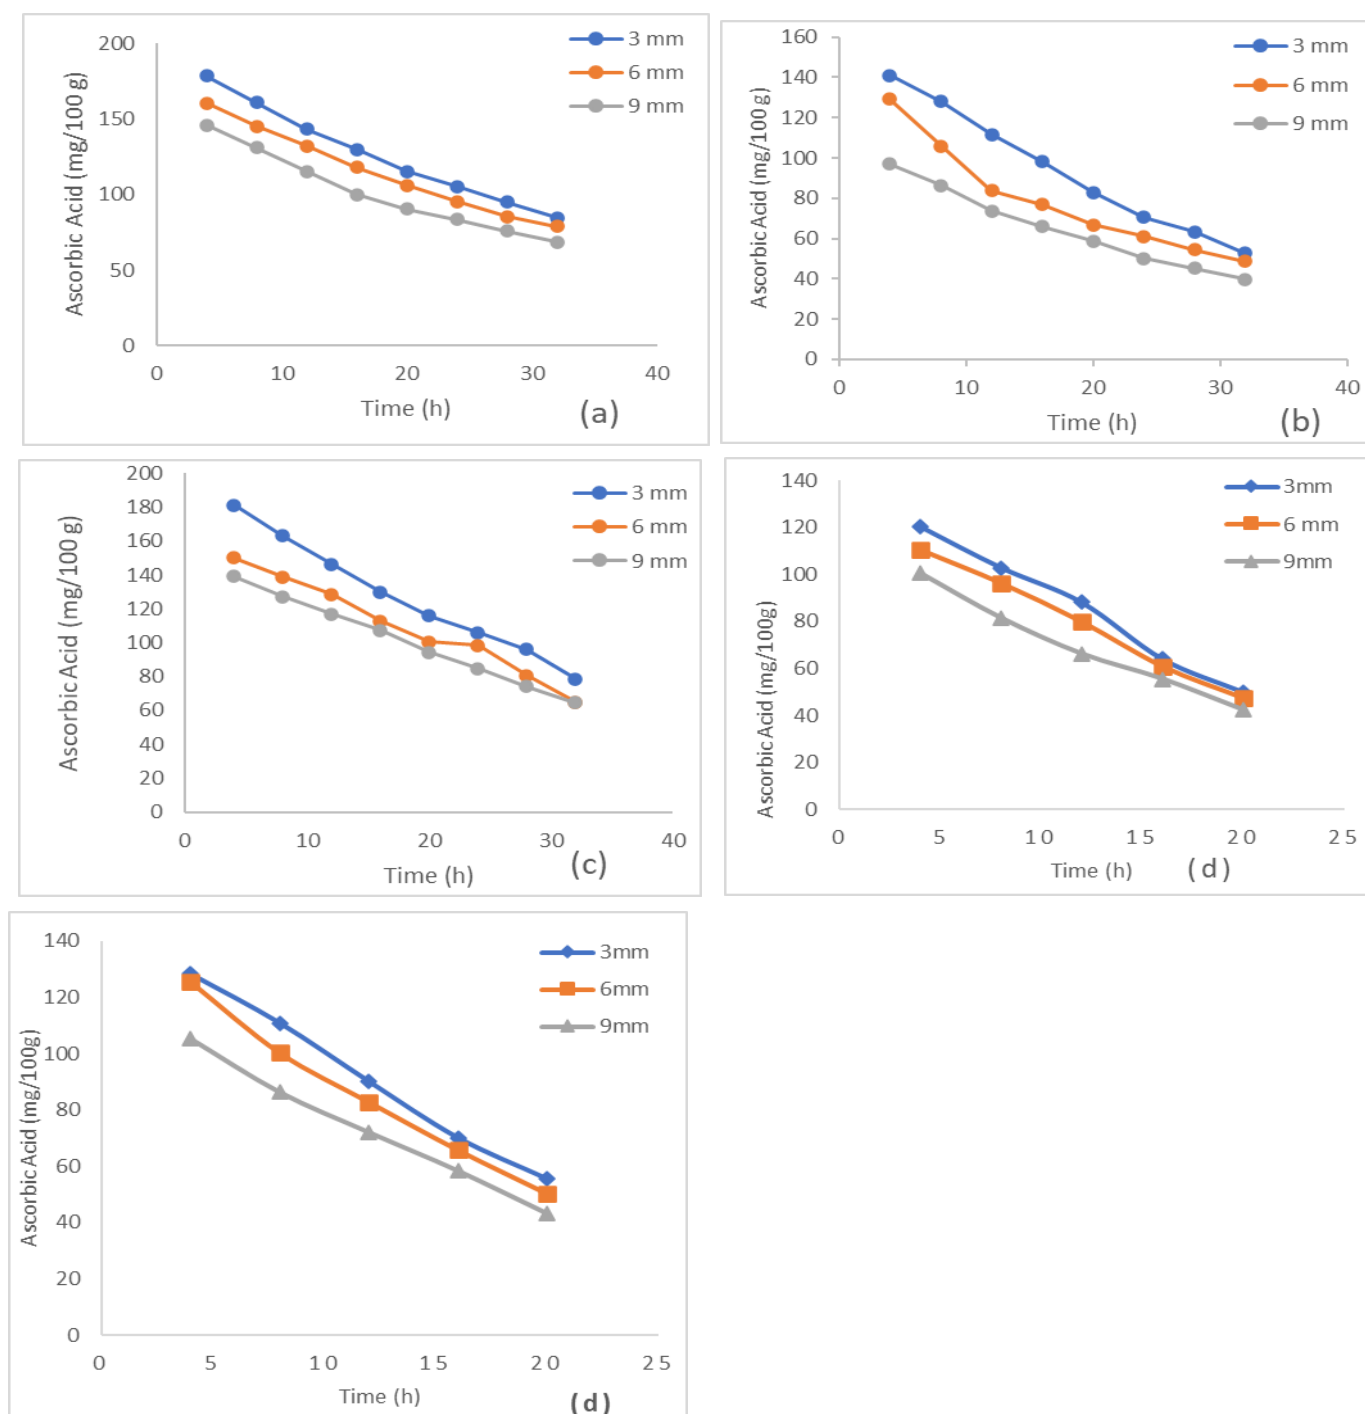 200
150
100
50
0
0 10 20 30 40
Ascorbic Acid (mg/100 g)
Time (h)
(a)
3 mm
6 mm
9 mm
160
140
120
100
80
60
40
20
0
0 10 20 30 40
Ascorbic Acid (mg/100 g)
Time (h)
(b)
3 mm
6 mm
9 mm
200
180
160
140
120
100
80
60
40
20
0
0 10 20 30 40
Ascorbic Acid (mg/100 g)
Time (h)
(c)
3 mm
6 mm
9 mm
140
120
100
80
60
40
20
0
0 5 10 15 20 25
Ascorbic Acid (mg/100g)
Time (h)
(d)
3mm
6 mm
9mm
140
120
100
80
60
40
20
0
0 5 10 15 20 25
Ascorbic Acid (mg/100g)
Time (h)
(d)
3mm
6mm
9mm